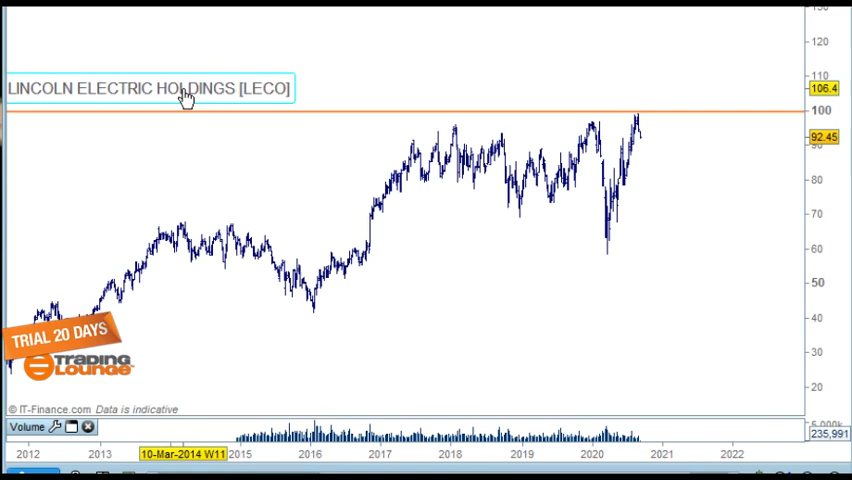 130
120
LINCOLN ELECTRIC HOLDINGS [LECO]
110
106.4
100
92.45
90
80
70
60
50
40
30
20
TRIAL 20 DAYS
TRADING
LOUNGE
© IT-Finance.com Data is indicative
Volume
5,000k
235,991
2012 2013 10-Mar-2014 W11 2015 2016 2017 2018 2019 2020 2021 2022